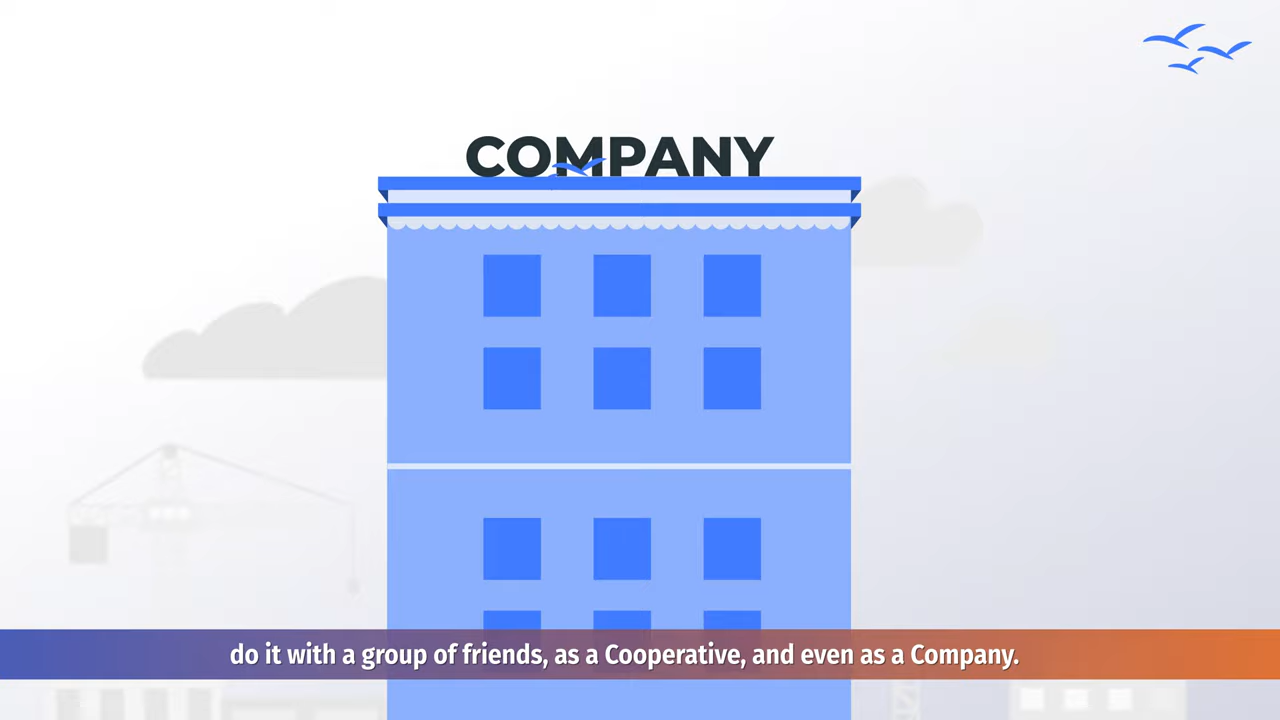 COMPANY
do it with a group of friends, as a Cooperative, and even as a Company.